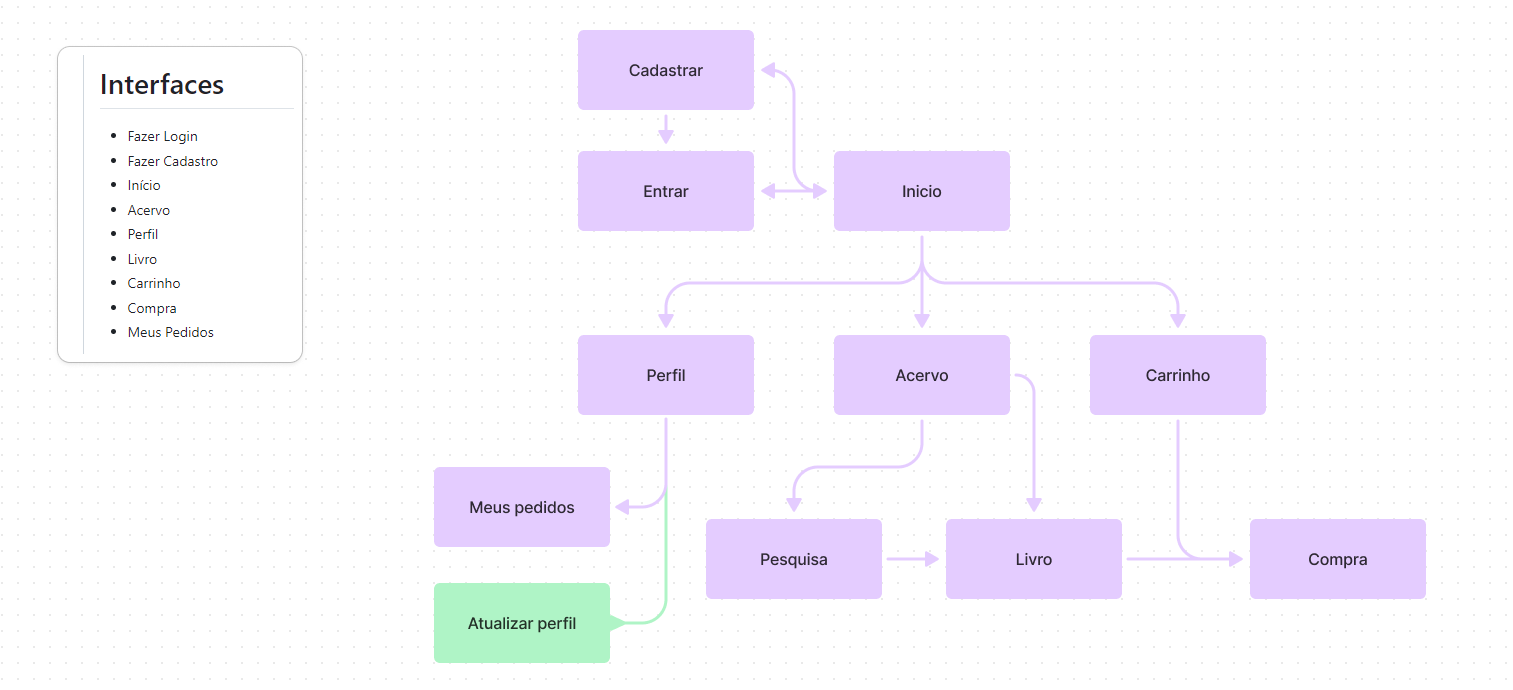 Interfaces
Fazer Login
Fazer Cadastro
Início
Acervo
Perfil
Livro
Carrinho
Compra
Meus Pedidos
Cadastrar
Entrar
Inicio
Perfil
Acervo
Carrinho
Meus pedidos
Pesquisa
Livro
Compra
Atualizar perfil